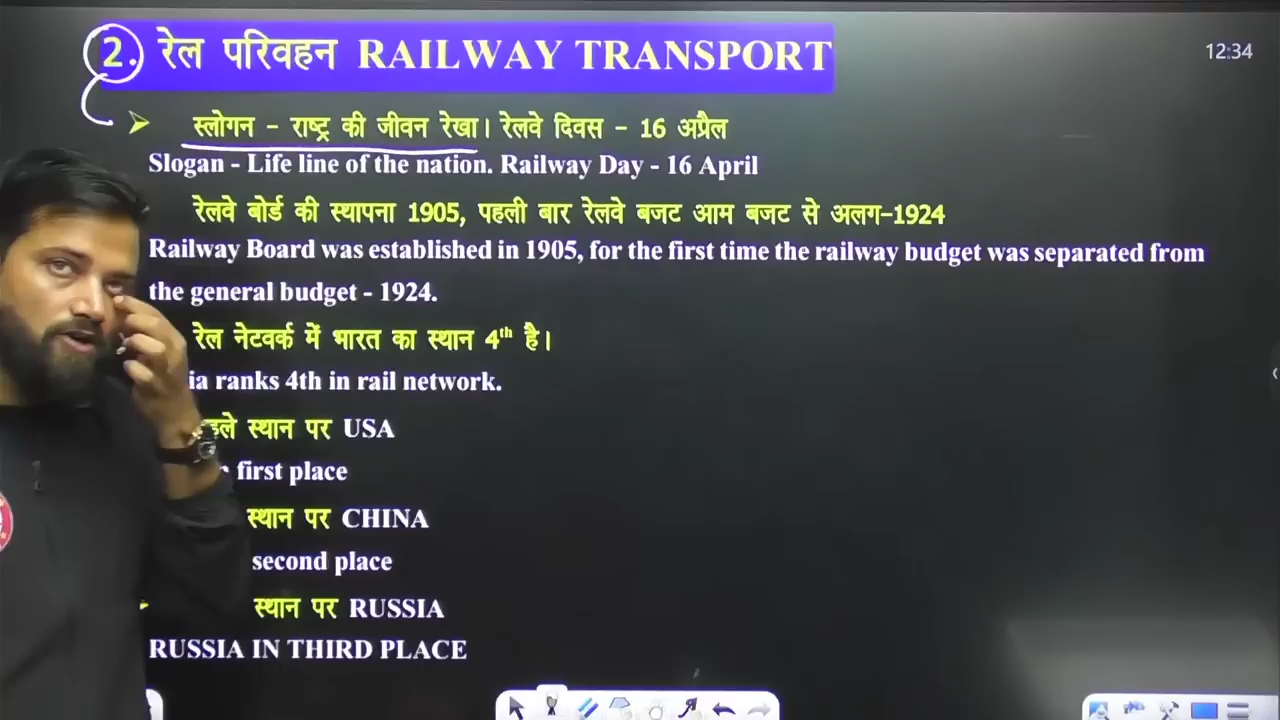 2. रेल परिवहन RAILWAY TRANSPORT
12:34
स्लोगन - राष्ट्र की जीवन रेखा। रेलवे दिवस - 16 अप्रैल
Slogan - Life line of the nation. Railway Day - 16 April
रेलवे बोर्ड की स्थापना 1905, पहली बार रेलवे बजट आम बजट से अलग-1924
Railway Board was established in 1905, for the first time the railway budget was separated from
the general budget - 1924.
रेल नेटवर्क में भारत का स्थान 4th है।
ranks 4th in rail network.
स्थान पर USA
first place
स्थान पर CHINA
second place
स्थान पर RUSSIA
RUSSIA IN THIRD PLACE